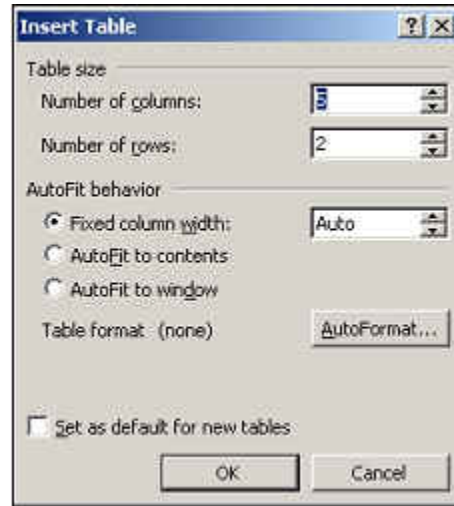 Insert Table
Table size
Number of columns: 5
Number of rows: 2
AutoFit behavior
Fixed column width: Auto
AutoFit to contents
AutoFit to window
Table format (none) AutoFormat...
Set as default for new tables
OK Cancel